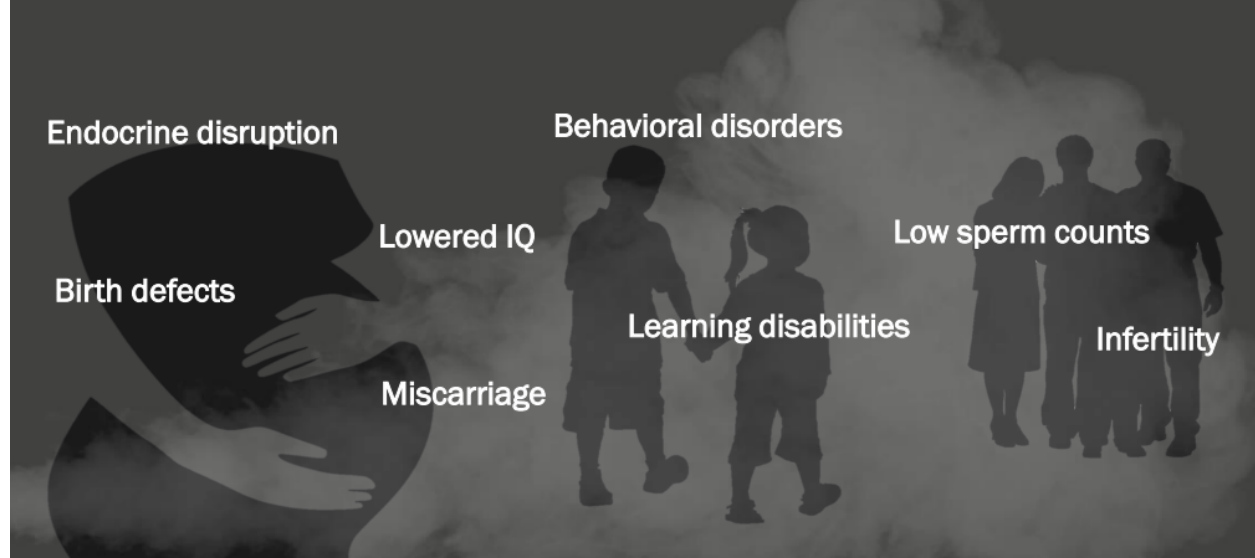 Endocrine disruption
Birth defects
Lowered IQ
Miscarriage
Behavioral disorders
Learning disabilities
Low sperm counts
Infertility